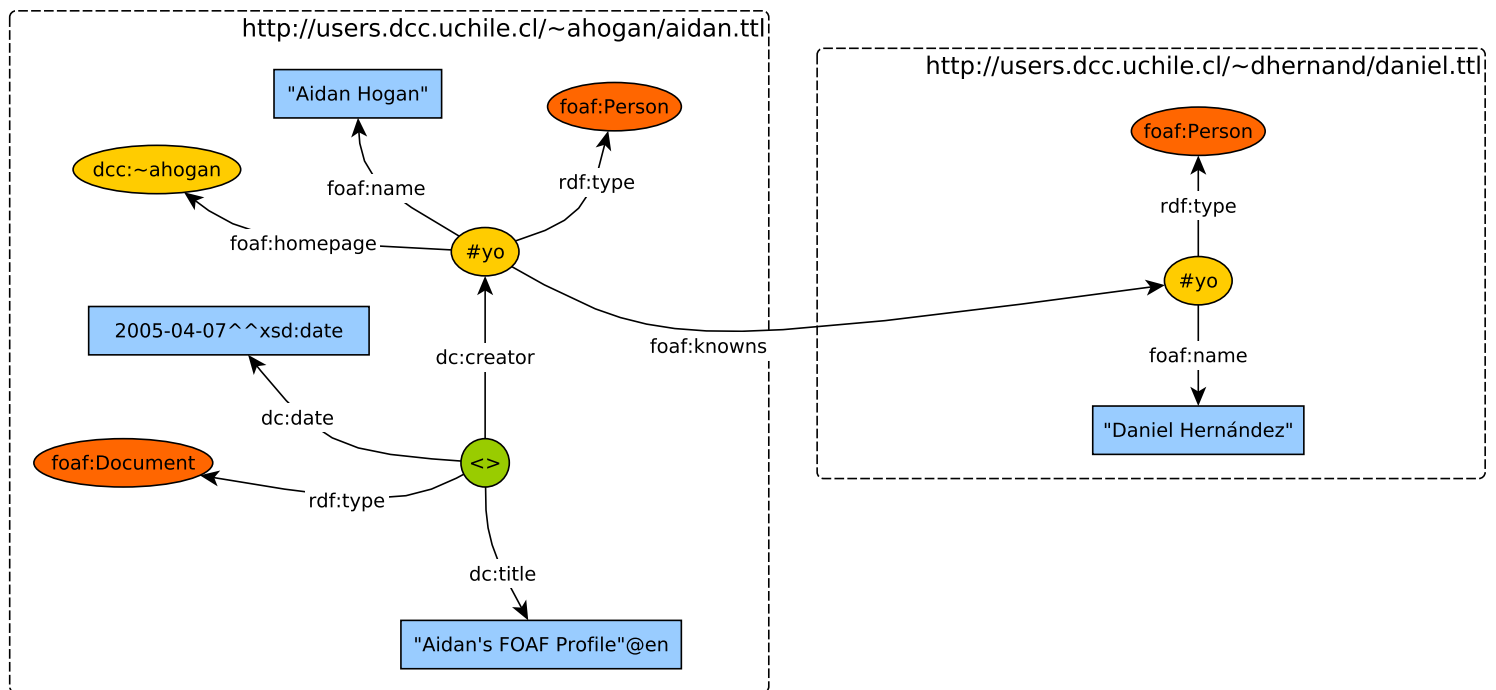 http://users.dcc.uchile.cl/~ahogan/aidan.ttl
"Aidan Hogan"
foaf:Person
dcc:~ahogan
foaf:name
rdf:type
foaf:homepage
#yo
2005-04-07^^xsd:date
dc:creator
foaf:knowns
dc:date
foaf:Document
<>
rdf:type
dc:title
"Aidan's FOAF Profile"@en
http://users.dcc.uchile.cl/~dhernand/daniel.ttl
foaf:Person
rdf:type
#yo
foaf:name
"Daniel Hernández"